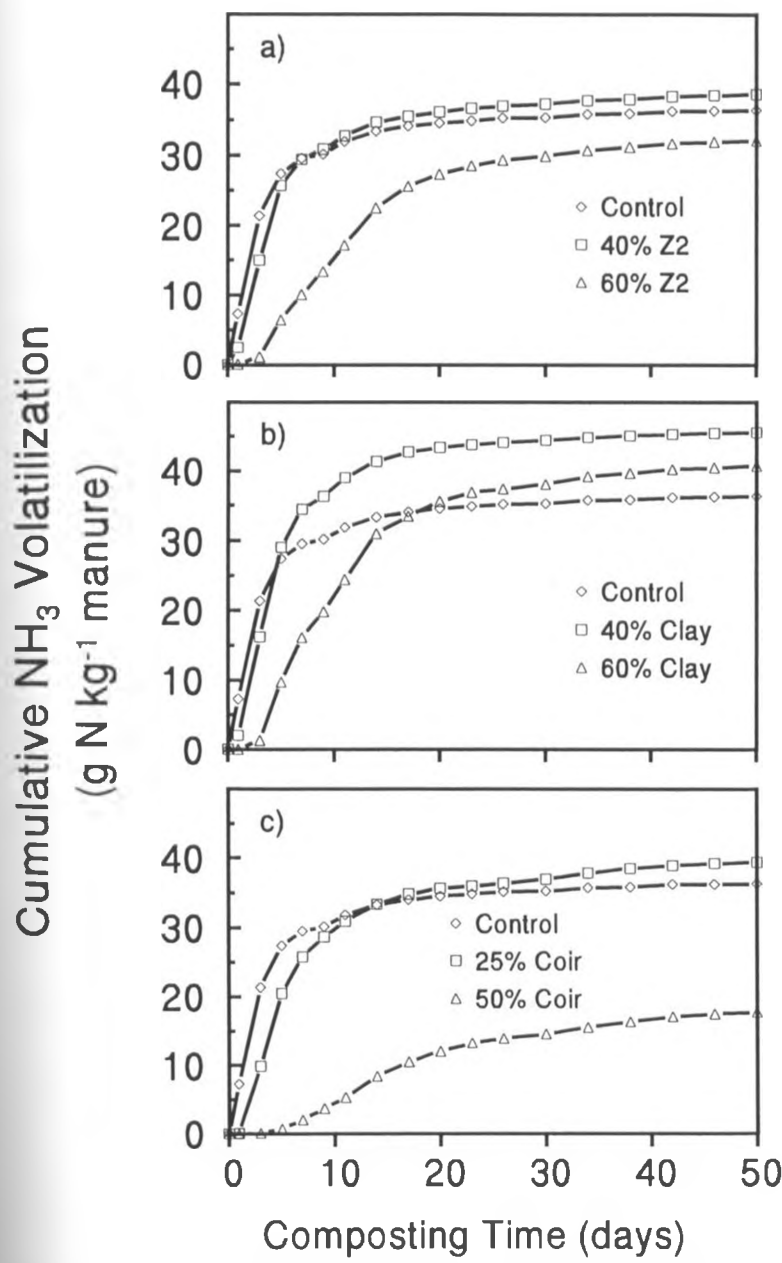 Cumulative NH₃ Volatilization
(g N kg⁻¹ manure)
a)
40
30
20
10
0
Control
40% Z2
60% Z2
b)
40
30
20
10
0
Control
40% Clay
60% Clay
c)
40
30
20
10
0
Control
25% Coir
50% Coir
0 10 20 30 40 50
Composting Time (days)